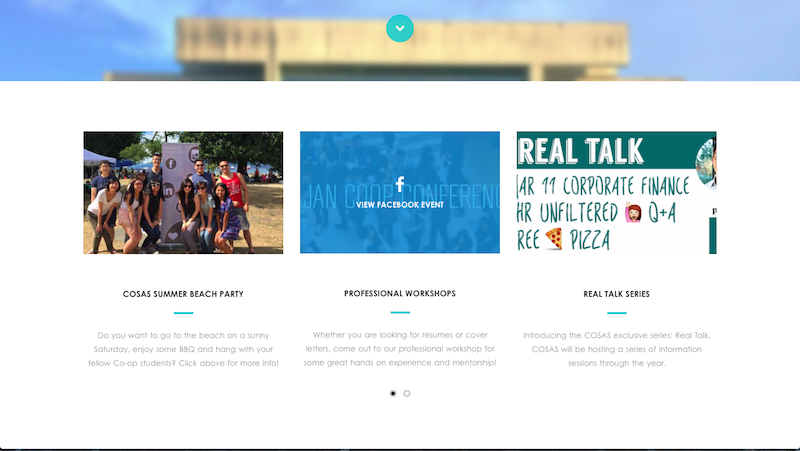 JAN COOP CONFERENC
VIEW FACEBOOK EVENT
REAL TALK
AR 11 CORPORATE FINANCE
HR UNFILTERED 🙋 Q+A
REE 🍕 PIZZA
COSAS SUMMER BEACH PARTY
Do you want to go to the beach on a sunny
Saturday, enjoy some BBQ and hang with your
fellow Co-op students? Click above for more info!
PROFESSIONAL WORKSHOPS
Whether you are looking for resumes or cover
letters, come out to our professional workshop for
some great hands on experience and mentorship!
REAL TALK SERIES
Introducing the COSAS exclusive series: Real Talk.
COSAS will be hosting a series of information
sessions through the year.